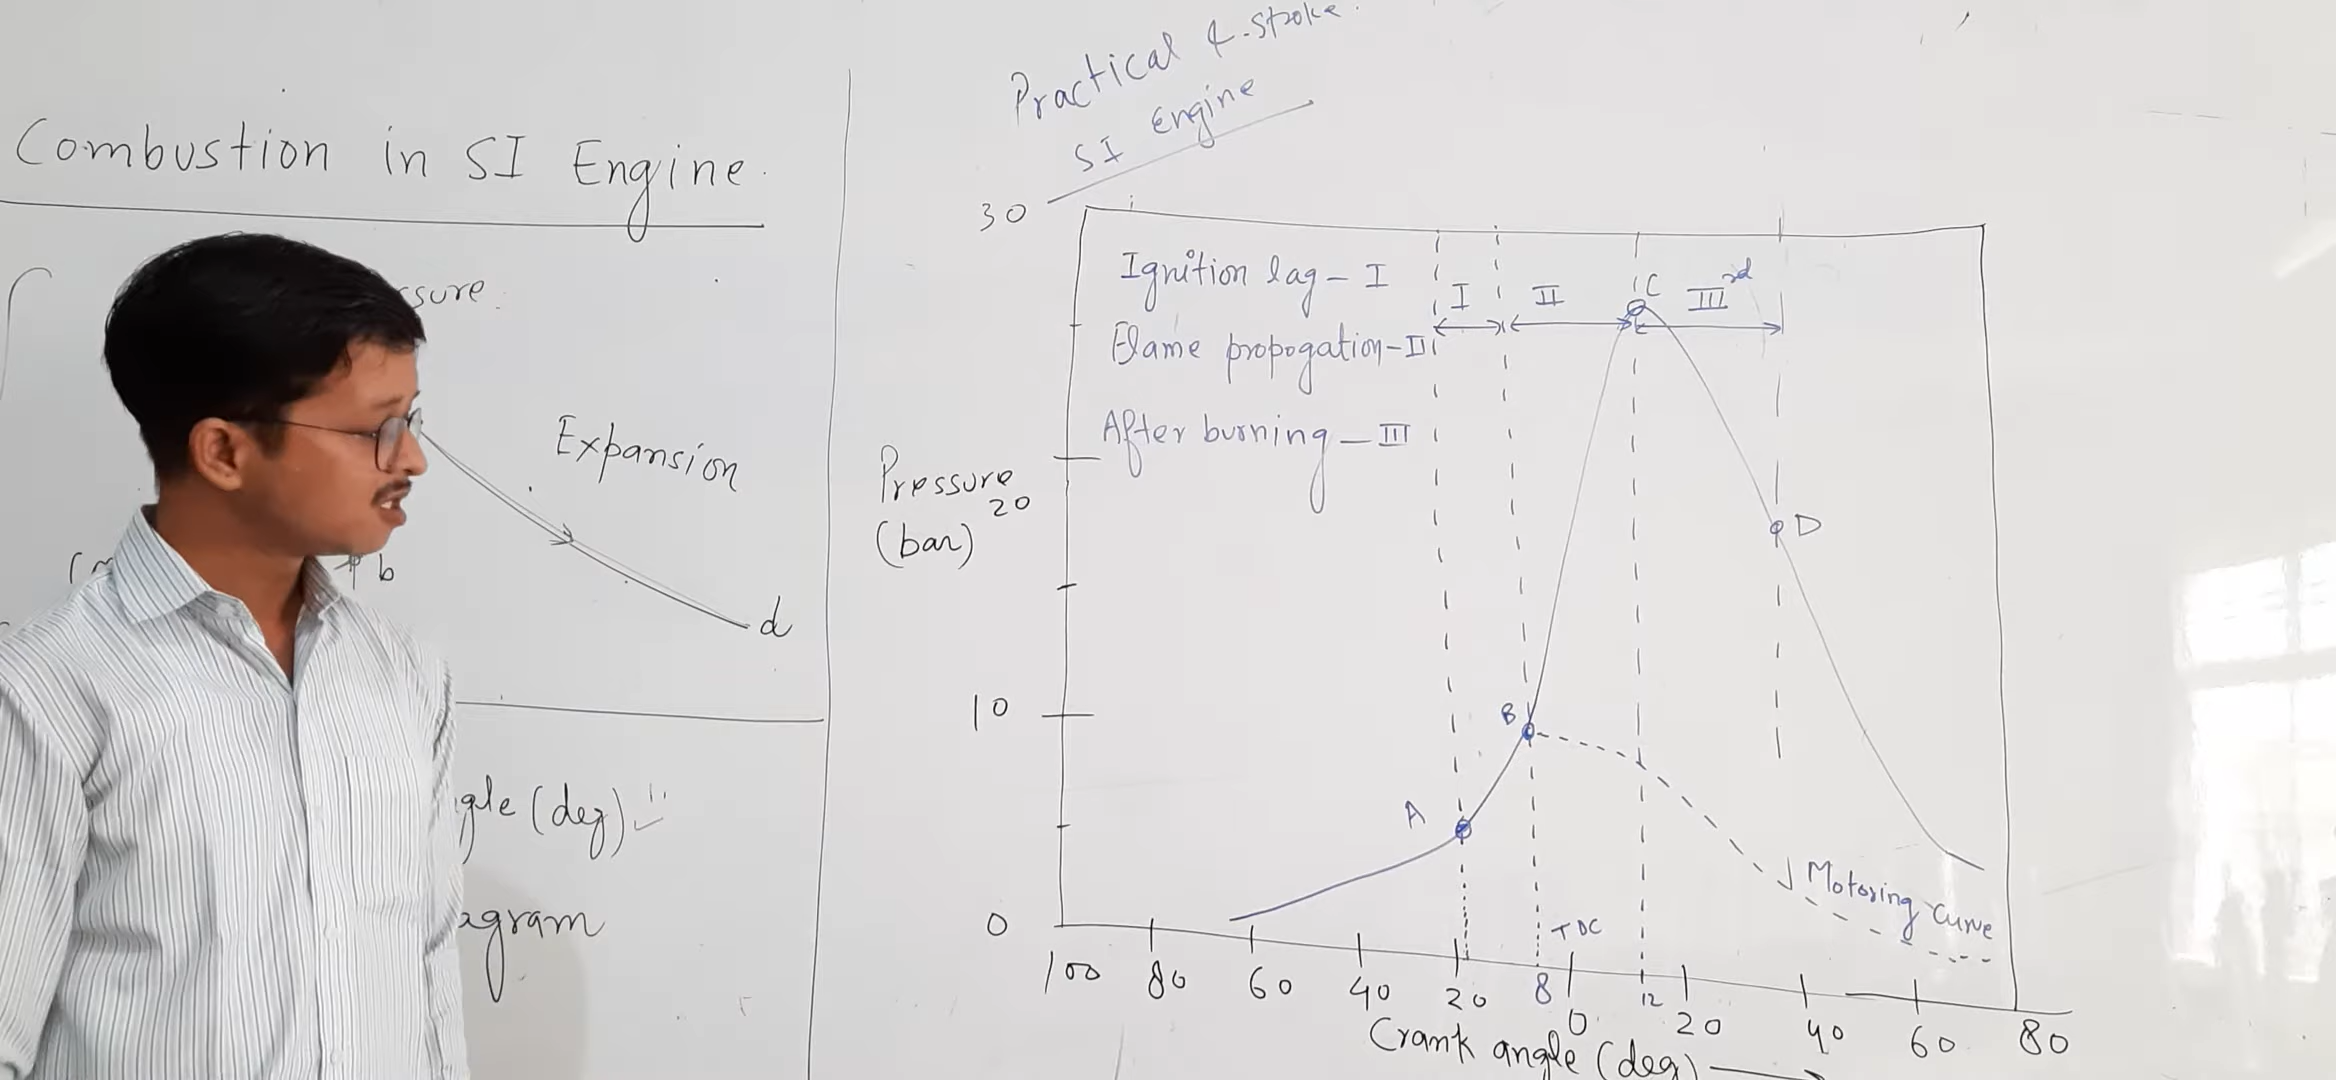 Combustion in SI Engine.
ssure.
Expansion
b
d
gle (deg)
agram
Practical 4-stroke.
SI Engine
30
Ignition lag - I
Flame propogation - II
After burning - III
I
II
C
III rd
Pressure
(bar)
20
D
10
B
A
Motoring Curve
0
TDC
100 80 60 40 20 8 0 12 20 40 60 80
Crank angle (deg)